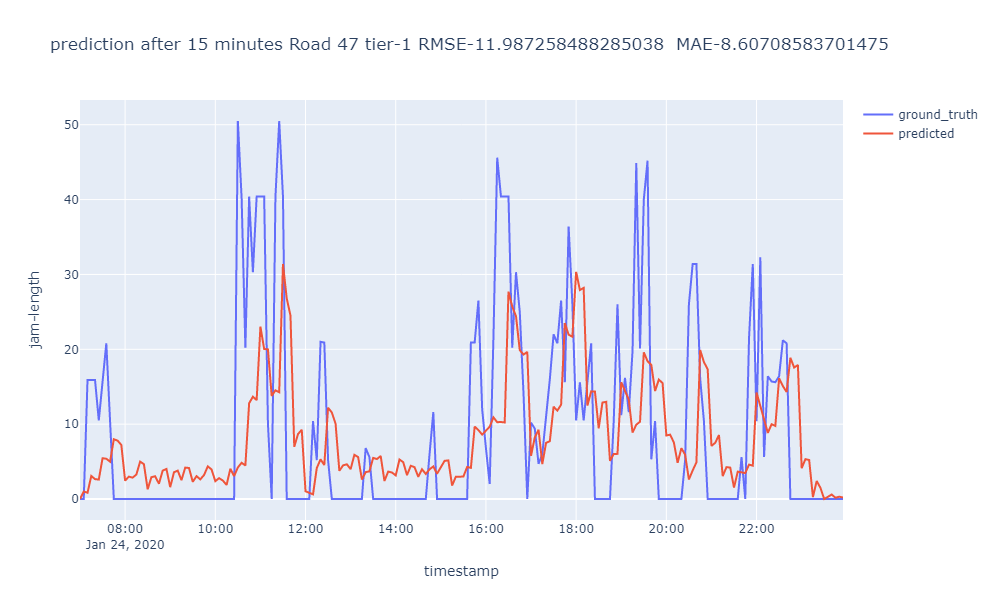 prediction after 15 minutes Road 47 tier-1 RMSE-11.987258488285038  MAE-8.60708583701475
ground_truth
predicted
50
40
30
20
10
0
jam-length
08:00 10:00 12:00 14:00 16:00 18:00 20:00 22:00
Jan 24, 2020
timestamp